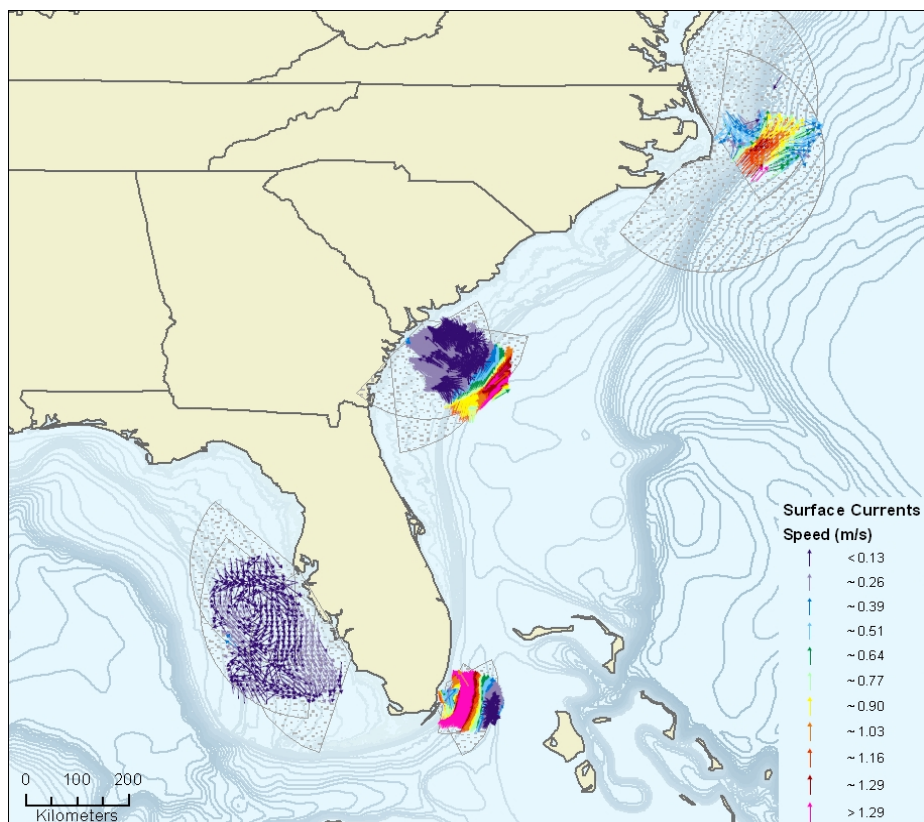 Surface Currents
Speed (m/s)
<0.13
~0.26
~0.39
~0.51
~0.64
~0.77
~0.90
~1.03
~1.16
~1.29
>1.29
0 100 200
Kilometers